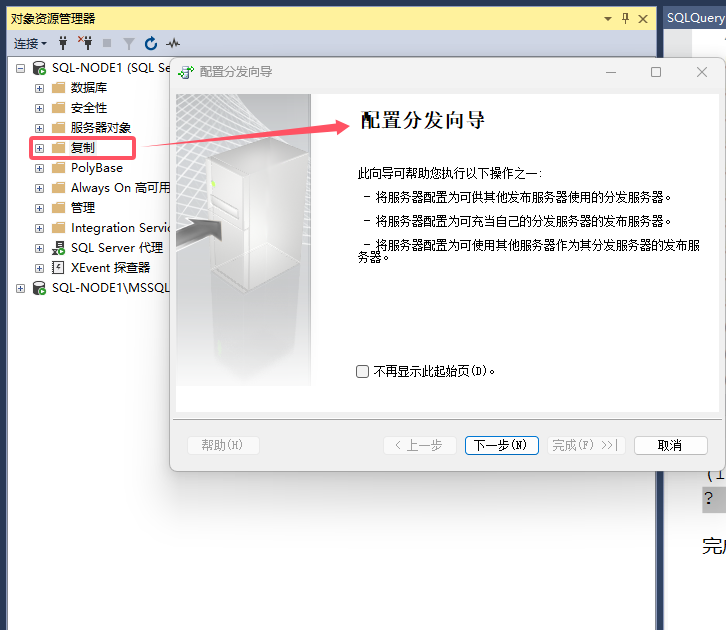 对象资源管理器
SQLQuery
连接
SQL-NODE1 (SQL Se
数据库
安全性
服务器对象
复制
PolyBase
Always On 高可用
管理
Integration Servic
SQL Server 代理
XEvent 探查器
SQL-NODE1\MSSQL
配置分发向导
配置分发向导
此向导可帮助您执行以下操作之一:
- 将服务器配置为可供其他发布服务器使用的分发服务器。
- 将服务器配置为可充当自己的分发服务器的发布服务器。
- 将服务器配置为可使用其他服务器作为其分发服务器的发布服
务器。
不再显示此起始页(D)。
帮助(H)
< 上一步
下一步(N)
完成(F) >>|
取消
?